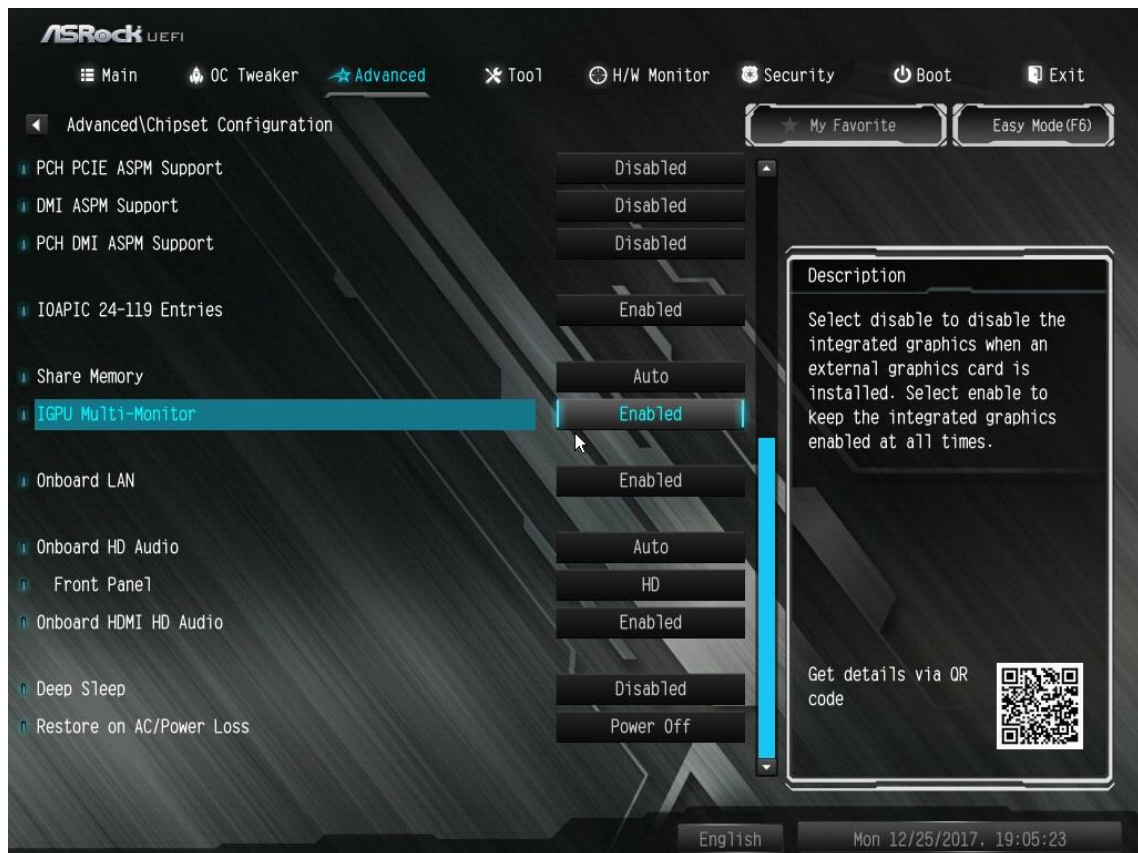 ASRock UEFI
Main OC Tweaker Advanced Tool H/W Monitor Security Boot Exit
Advanced\Chipset Configuration
My Favorite Easy Mode(F6)
PCH PCIE ASPM Support Disabled
DMI ASPM Support Disabled
PCH DMI ASPM Support Disabled
IOAPIC 24-119 Entries Enabled
Share Memory Auto
IGPU Multi-Monitor Enabled
Onboard LAN Enabled
Onboard HD Audio Auto
Front Panel HD
Onboard HDMI HD Audio Enabled
Deep Sleep Disabled
Restore on AC/Power Loss Power Off
Description
Select disable to disable the
integrated graphics when an
external graphics card is
installed. Select enable to
keep the integrated graphics
enabled at all times.
Get details via QR
code
English Mon 12/25/2017. 19:05:23